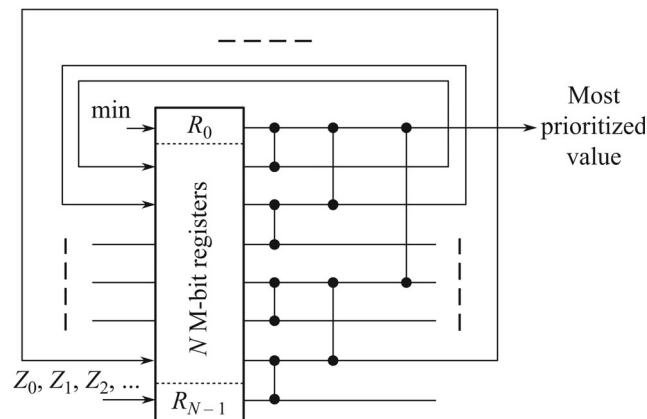 min
R0
Most
prioritized
value
N M-bit registers
Z0, Z1, Z2, ...
RN − 1